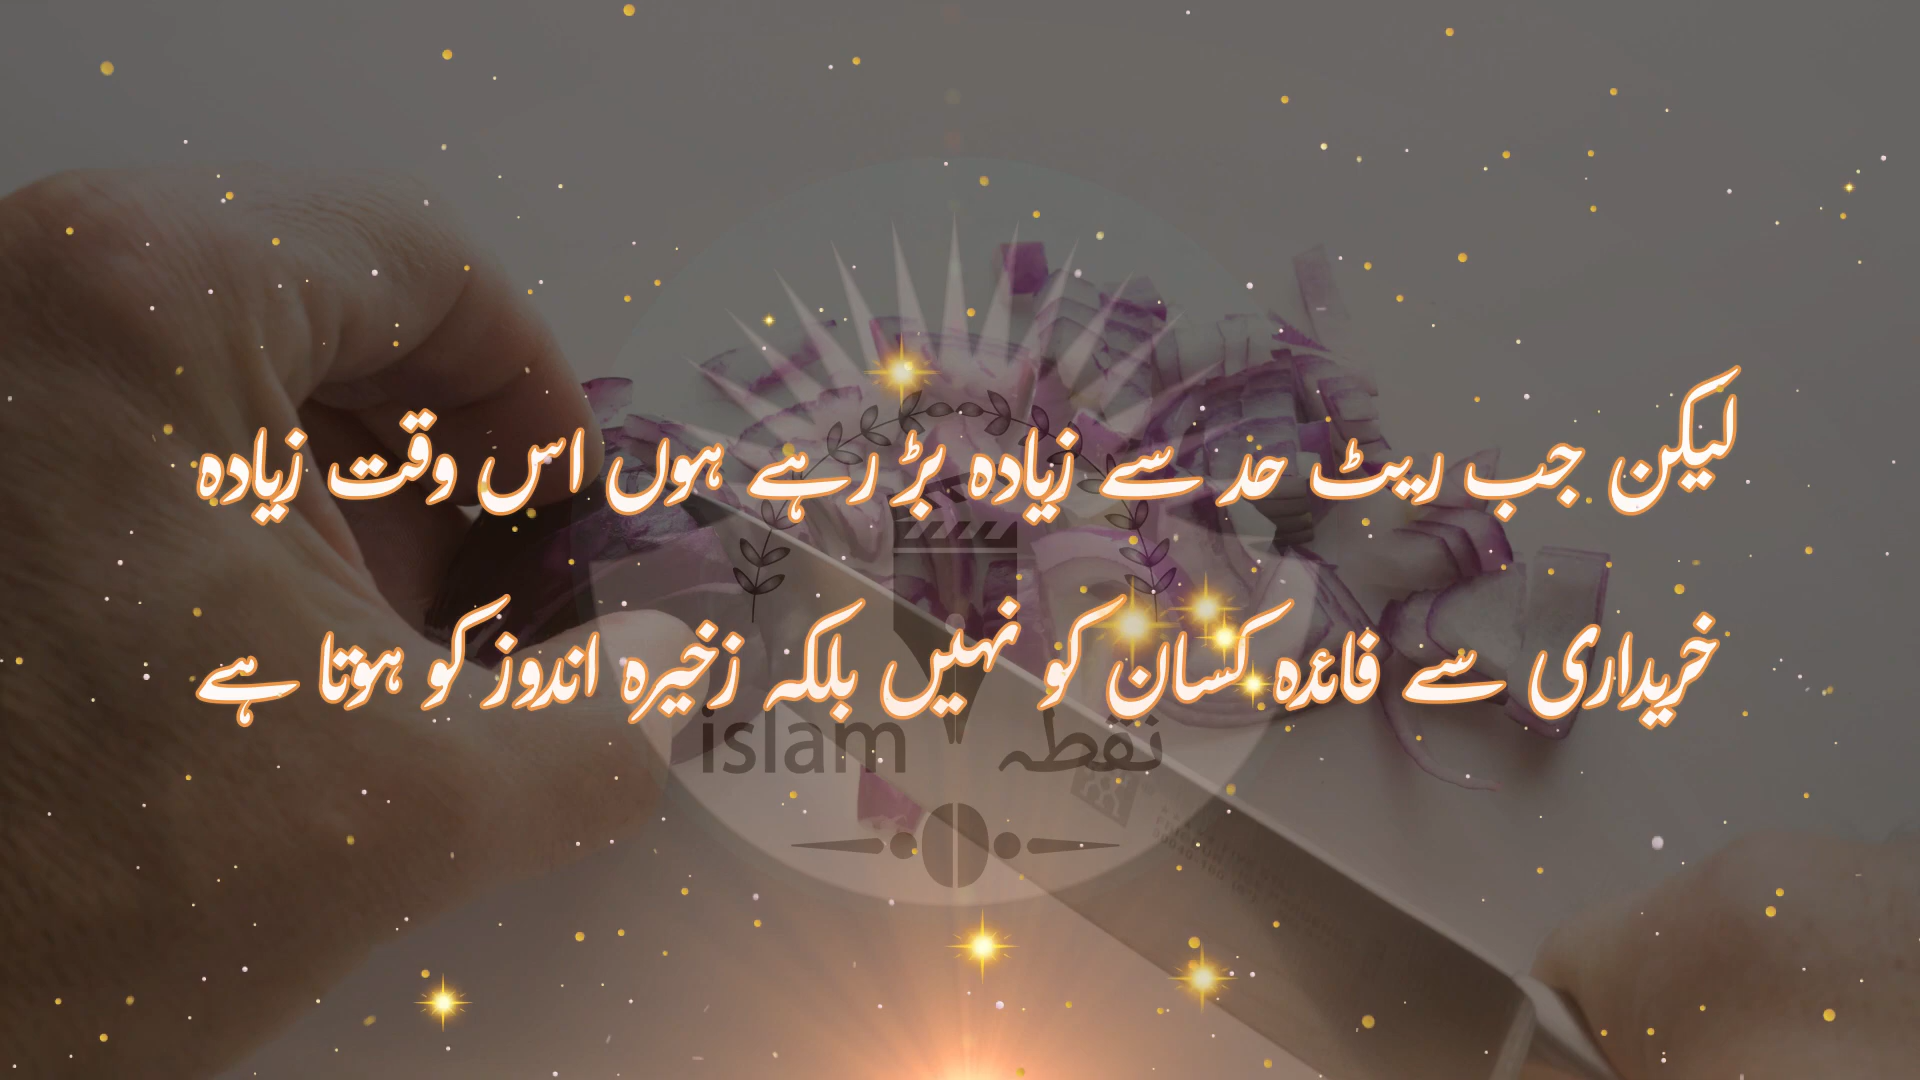 لیکن جب ریٹ حد سے زیادہ بڑ رہے ہوں اس وقت زیادہ
خریداری سے فائدہ کسان کو نہیں بلکہ زخیرہ اندوز کو ہوتا ہے
islam نقطہ